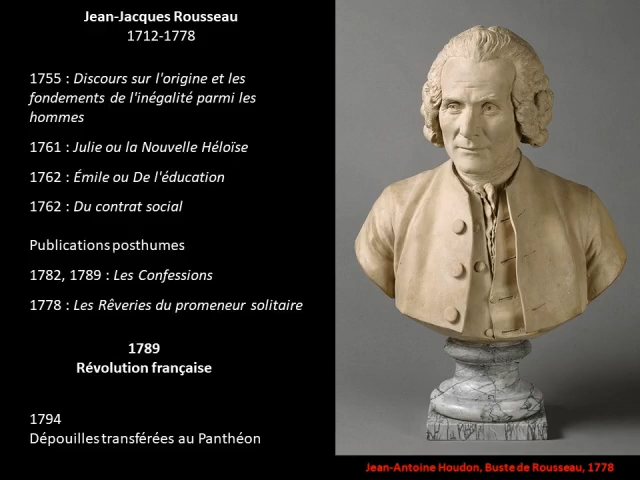 Jean-Jacques Rousseau
1712-1778
1755 : Discours sur l'origine et les
fondements de l'inégalité parmi les
hommes
1761 : Julie ou la Nouvelle Héloïse
1762 : Émile ou De l'éducation
1762 : Du contrat social
Publications posthumes
1782, 1789 : Les Confessions
1778 : Les Rêveries du promeneur solitaire
1789
Révolution française
1794
Dépouilles transférées au Panthéon
Jean-Antoine Houdon, Buste de Rousseau, 1778